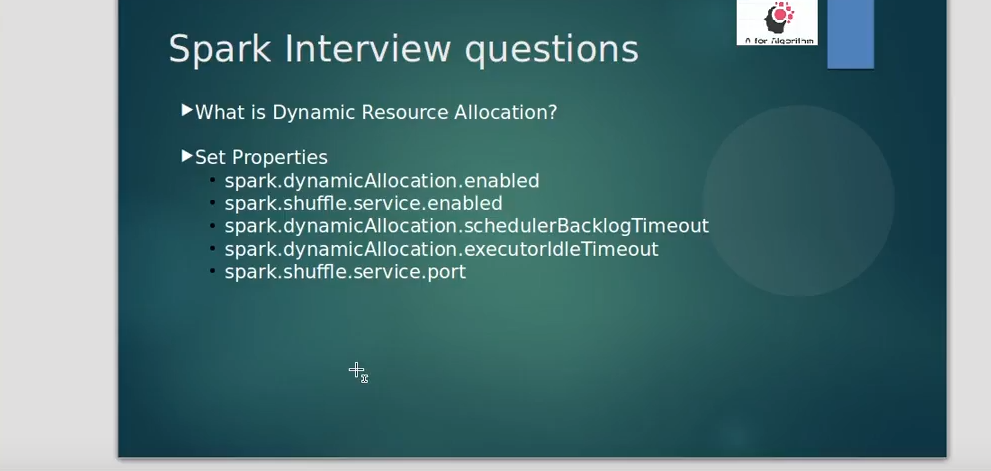 Spark Interview questions
A for Algorithm
What is Dynamic Resource Allocation?
Set Properties
spark.dynamicAllocation.enabled
spark.shuffle.service.enabled
spark.dynamicAllocation.schedulerBacklogTimeout
spark.dynamicAllocation.executorIdleTimeout
spark.shuffle.service.port